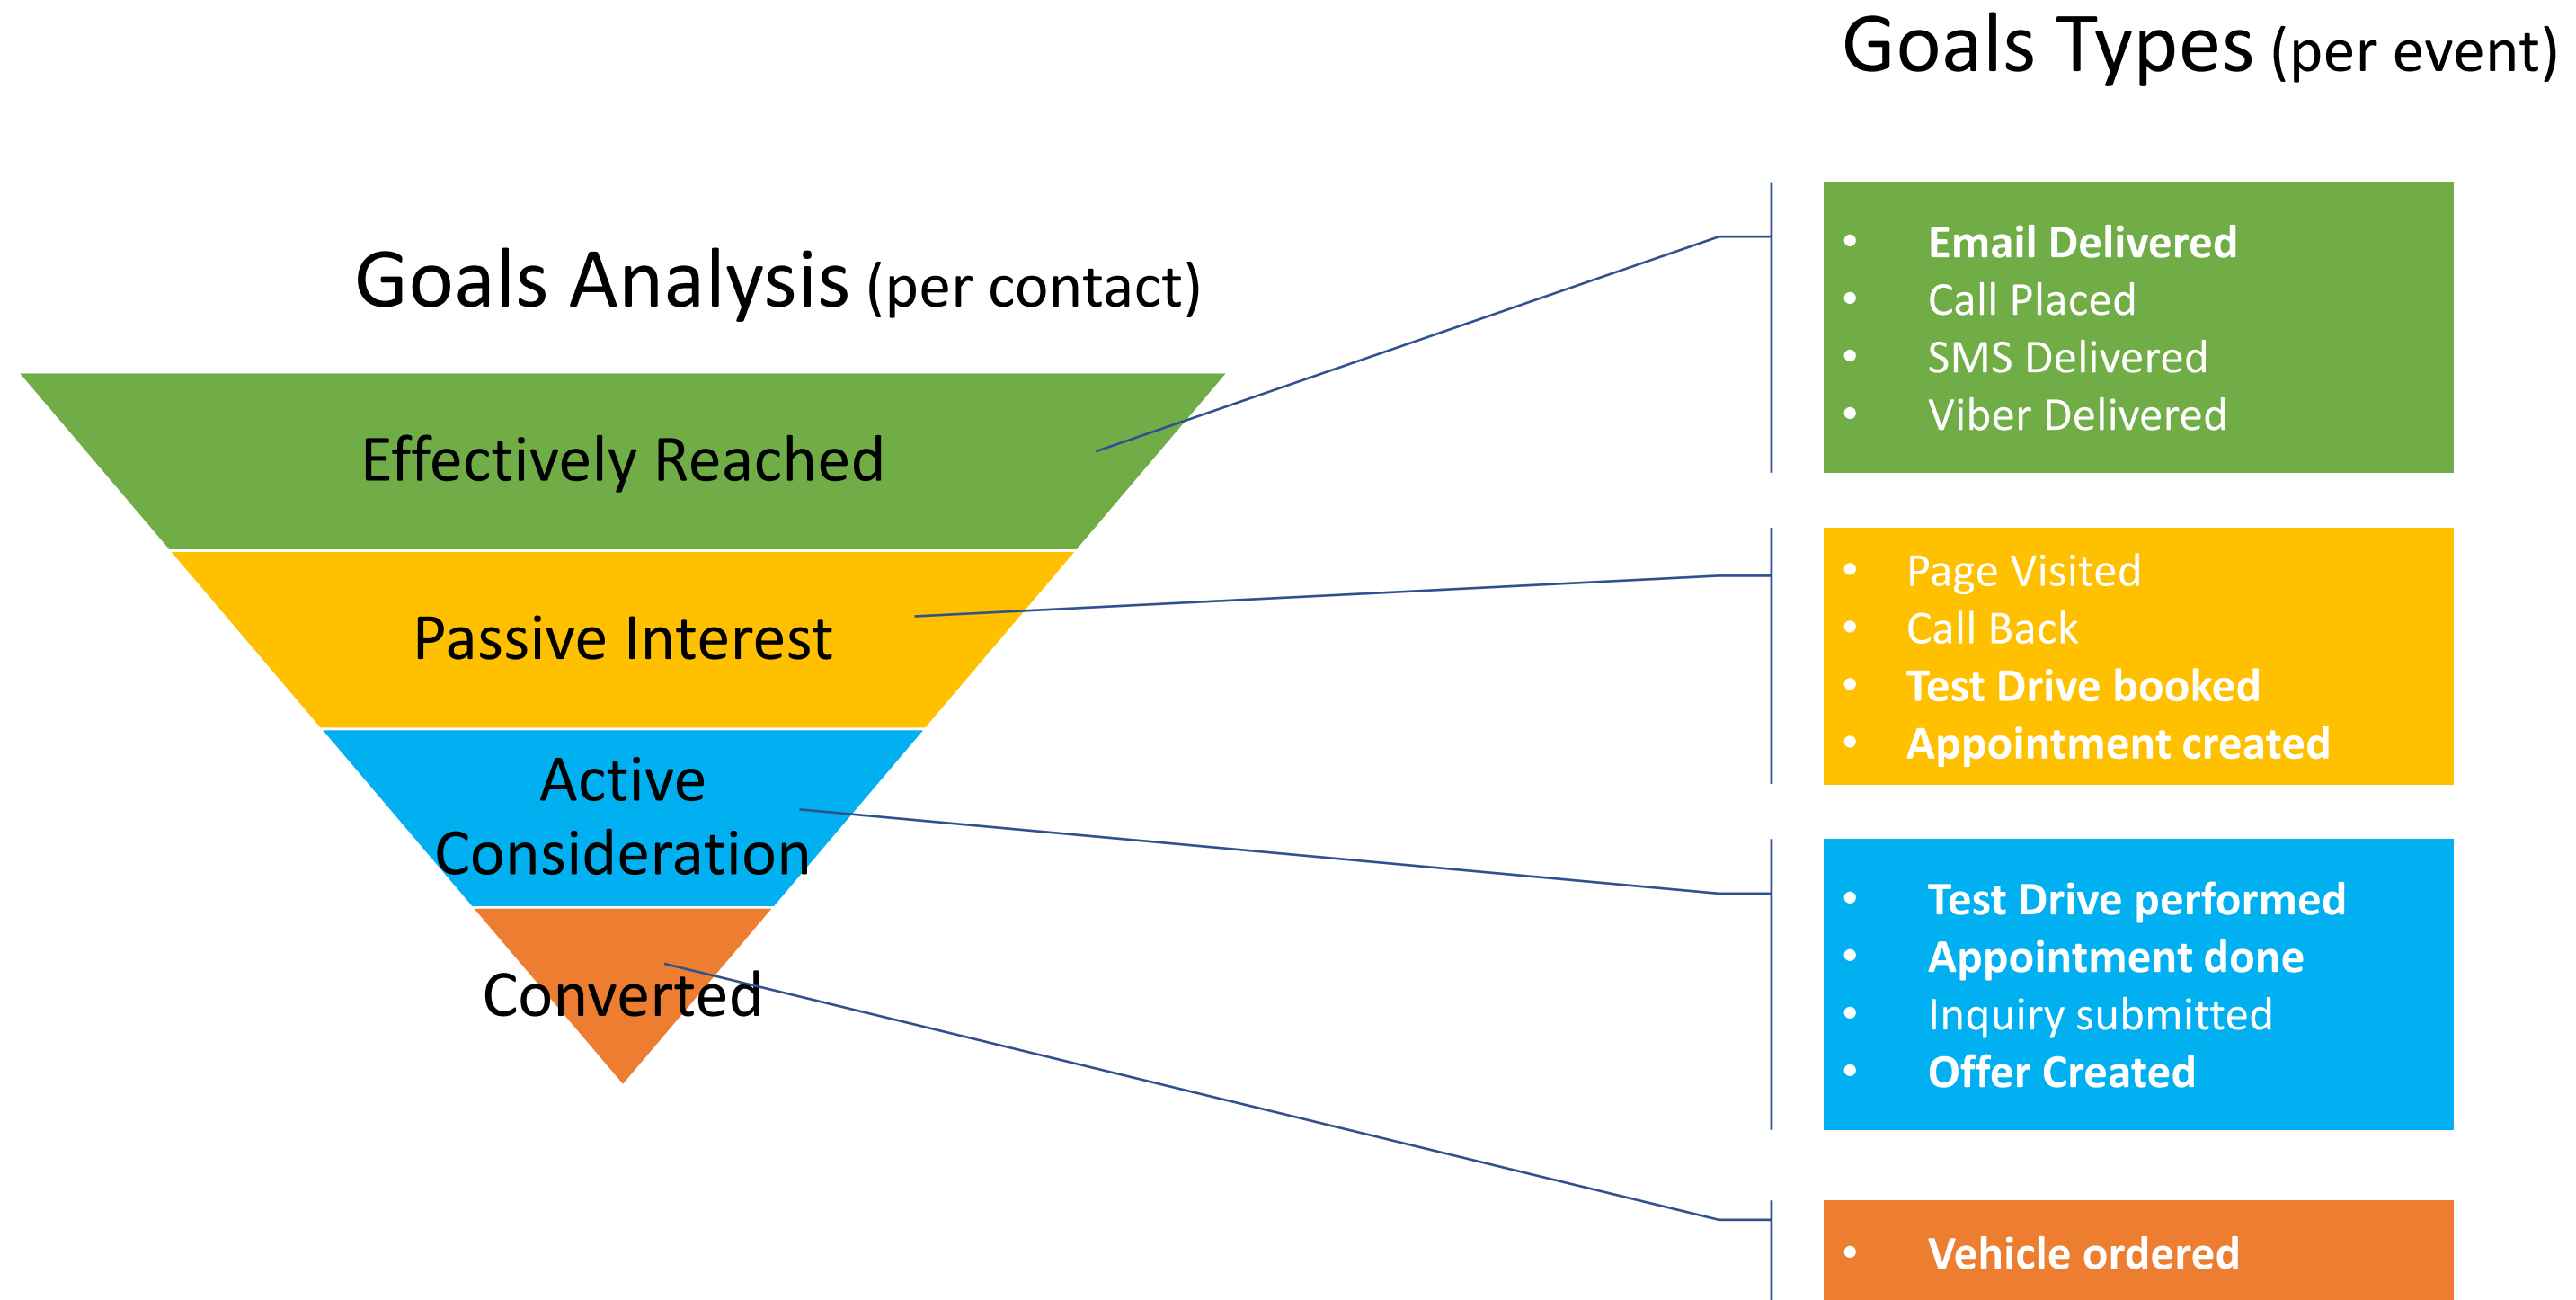 Goals Types (per event)
Goals Analysis (per contact)
Effectively Reached
Passive Interest
Active
Consideration
Converted
• Email Delivered
• Call Placed
• SMS Delivered
• Viber Delivered
• Page Visited
• Call Back
• Test Drive booked
• Appointment created
• Test Drive performed
• Appointment done
• Inquiry submitted
• Offer Created
• Vehicle ordered